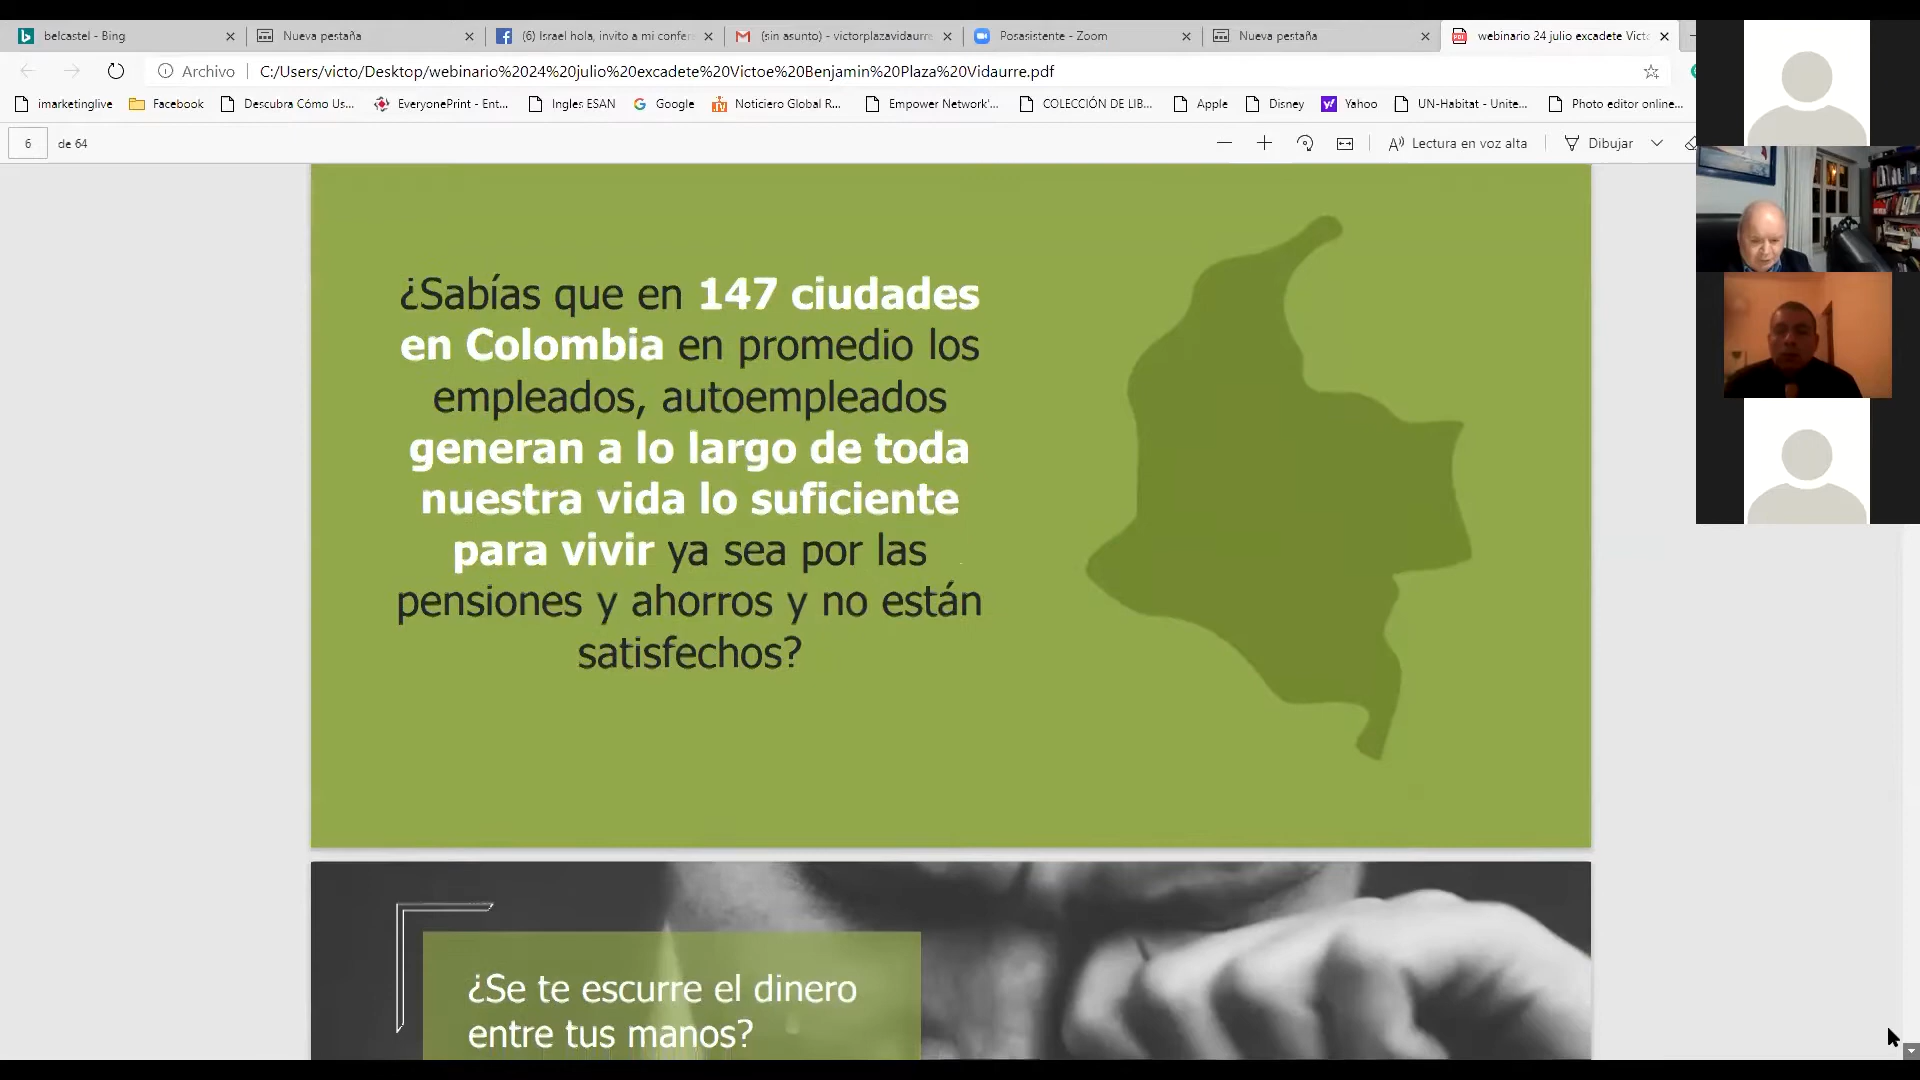 belcastel - Bing
Nueva pestaña
(6) Israel hola, invito a mi confer
(sin asunto) - victorplazavidaurre
Posasistente - Zoom
Nueva pestaña
webinario 24 julio excadete Vict
Archivo
C:/Users/victo/Desktop/webinario%2024%20julio%20excadete%20Victoe%20Benjamin%20Plaza%20Vidaurre.pdf
imarketinglive
Facebook
Descubra Cómo Us...
EveryonePrint - Ent...
Ingles ESAN
Google
Noticiero Global R...
Empower Network'...
COLECCIÓN DE LIB...
Apple
Disney
Yahoo
UN-Habitat - Unite...
Photo editor online...
6 de 64
Lectura en voz alta
Dibujar
¿Sabías que en 147 ciudades
en Colombia en promedio los
empleados, autoempleados
generan a lo largo de toda
nuestra vida lo suficiente
para vivir ya sea por las
pensiones y ahorros y no están
satisfechos?
¿Se te escurre el dinero
entre tus manos?